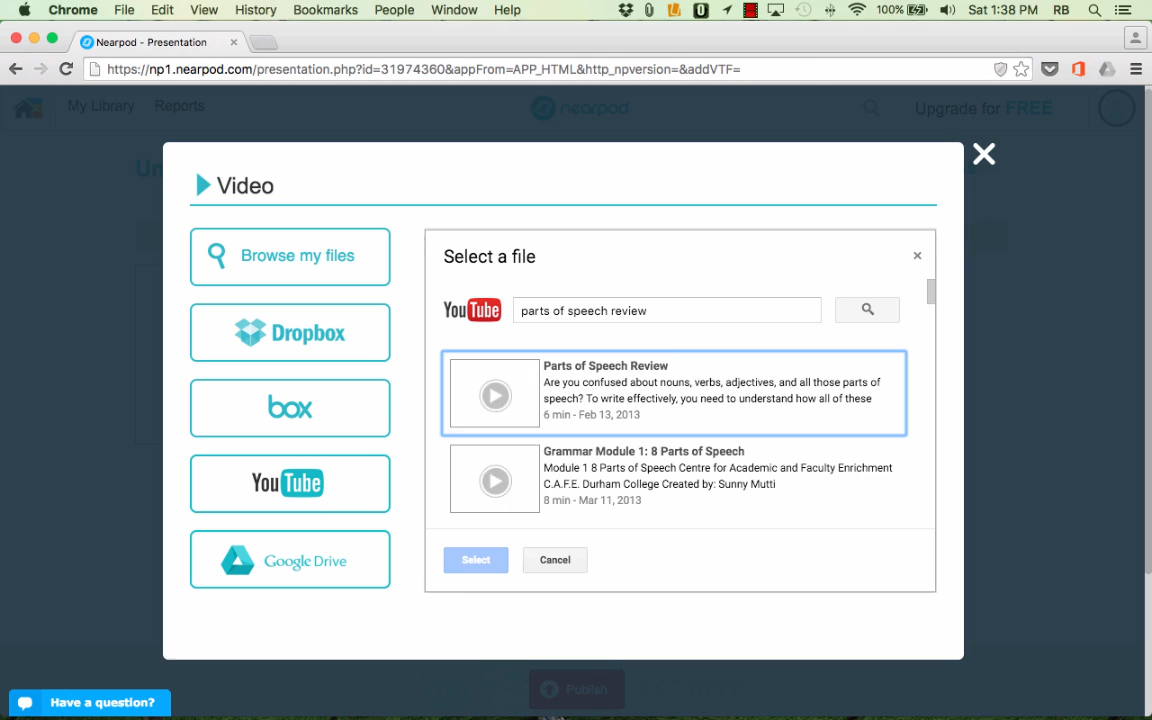 Chrome File Edit View History Bookmarks People Window Help 100% Sat 1:38 PM RB
Nearpod - Presentation
https://np1.nearpod.com/presentation.php?id=31974360&appFrom=APP_HTML&http_npversion=&addVTF=
My Library Reports nearpod Upgrade for FREE
Un
Video
Browse my files
Dropbox
box
YouTube
Google Drive
Select a file
YouTube parts of speech review
Parts of Speech Review
Are you confused about nouns, verbs, adjectives, and all those parts of
speech? To write effectively, you need to understand how all of these
6 min - Feb 13, 2013
Grammar Module 1: 8 Parts of Speech
Module 1 8 Parts of Speech Centre for Academic and Faculty Enrichment
C.A.F.E. Durham College Created by: Sunny Mutti
8 min - Mar 11, 2013
Select Cancel
Publish
Have a question?